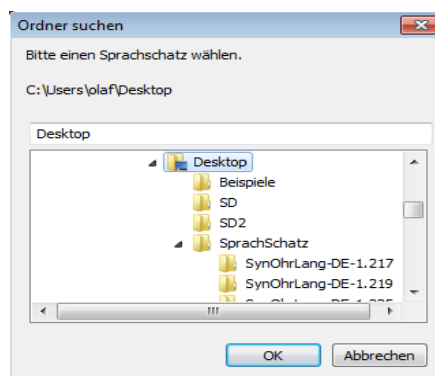 Ordner suchen
Bitte einen Sprachschatz wählen.
C:\Users\olaf\Desktop
Desktop
Desktop
Beispiele
SD
SD2
SprachSchatz
SynOhrLang-DE-1.217
SynOhrLang-DE-1.219
OK Abbrechen